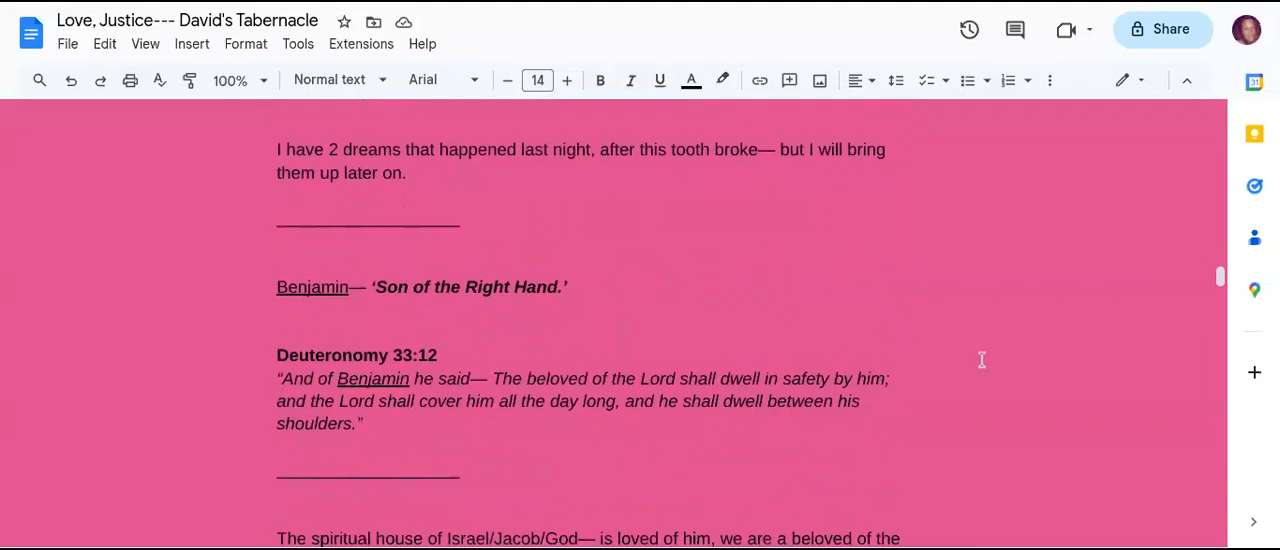 Love, Justice--- David's Tabernacle
File Edit View Insert Format Tools Extensions Help
Share
100% Normal text Arial − 14 + B I U A
31
I have 2 dreams that happened last night, after this tooth broke— but I will bring
them up later on.
Benjamin— ‘Son of the Right Hand.’
Deuteronomy 33:12
“And of Benjamin he said— The beloved of the Lord shall dwell in safety by him;
and the Lord shall cover him all the day long, and he shall dwell between his
shoulders.”
The spiritual house of Israel/Jacob/God— is loved of him, we are a beloved of the